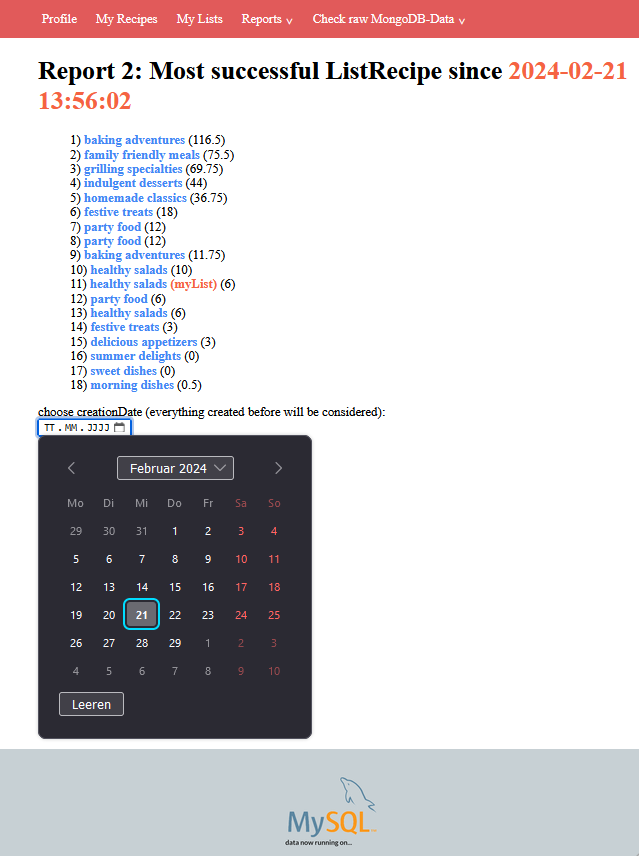 Profile My Recipes My Lists Reports v Check raw MongoDB-Data v
Report 2: Most successful ListRecipe since 2024-02-21
13:56:02
1) baking adventures (116.5)
2) family friendly meals (75.5)
3) grilling specialties (69.75)
4) indulgent desserts (44)
5) homemade classics (36.75)
6) festive treats (18)
7) party food (12)
8) party food (12)
9) baking adventures (11.75)
10) healthy salads (10)
11) healthy salads (myList) (6)
12) party food (6)
13) healthy salads (6)
14) festive treats (3)
15) delicious appetizers (3)
16) summer delights (0)
17) sweet dishes (0)
18) morning dishes (0.5)
choose creationDate (everything created before will be considered):
TT.MM.JJJJ
Februar 2024
Mo Di Mi Do Fr Sa So
29 30 31 1 2 3 4
5 6 7 8 9 10 11
12 13 14 15 16 17 18
19 20 21 22 23 24 25
26 27 28 29 1 2 3
4 5 6 7 8 9 10
Leeren
MySQL
data now running on...